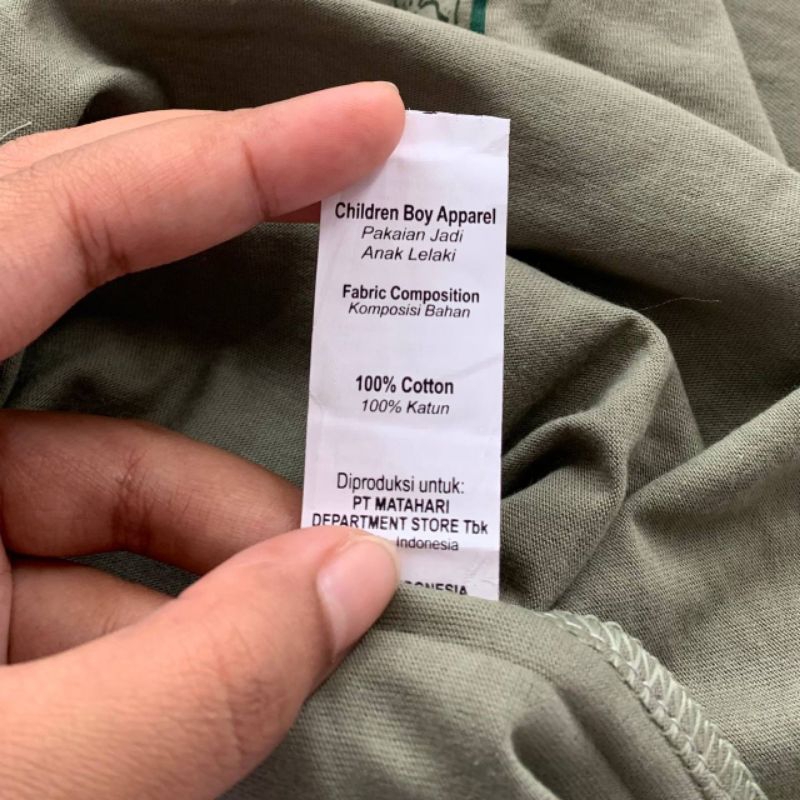 Children Boy Apparel
Pakaian Jadi
Anak Lelaki
Fabric Composition
Komposisi Bahan
100% Cotton
100% Katun
Diproduksi untuk:
PT MATAHARI
DEPARTMENT STORE Tbk
Indonesia